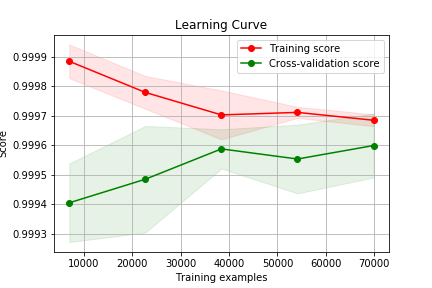 Learning Curve
Training score
Cross-validation score
0.9999
0.9998
0.9997
0.9996
0.9995
0.9994
0.9993
Score
10000 20000 30000 40000 50000 60000 70000
Training examples